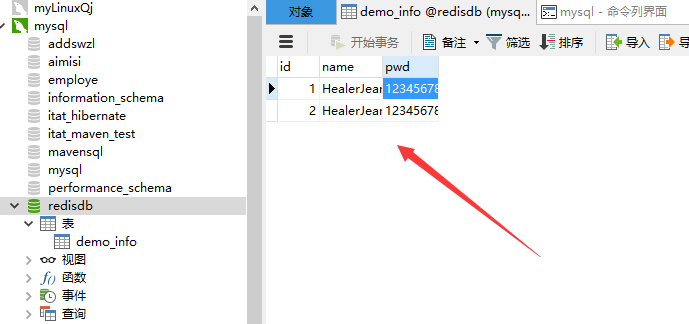 myLinuxQj
mysql
addswzl
aimisi
employe
information_schema
itat_hibernate
itat_maven_test
mavensql
mysql
performance_schema
redisdb
表
demo_info
视图
函数
事件
查询
对象 demo_info @redisdb (mysq... mysql - 命令列界面
开始事务 备注 筛选 排序 导入 导
id name pwd
1 HealerJean 12345678
2 HealerJean 12345678